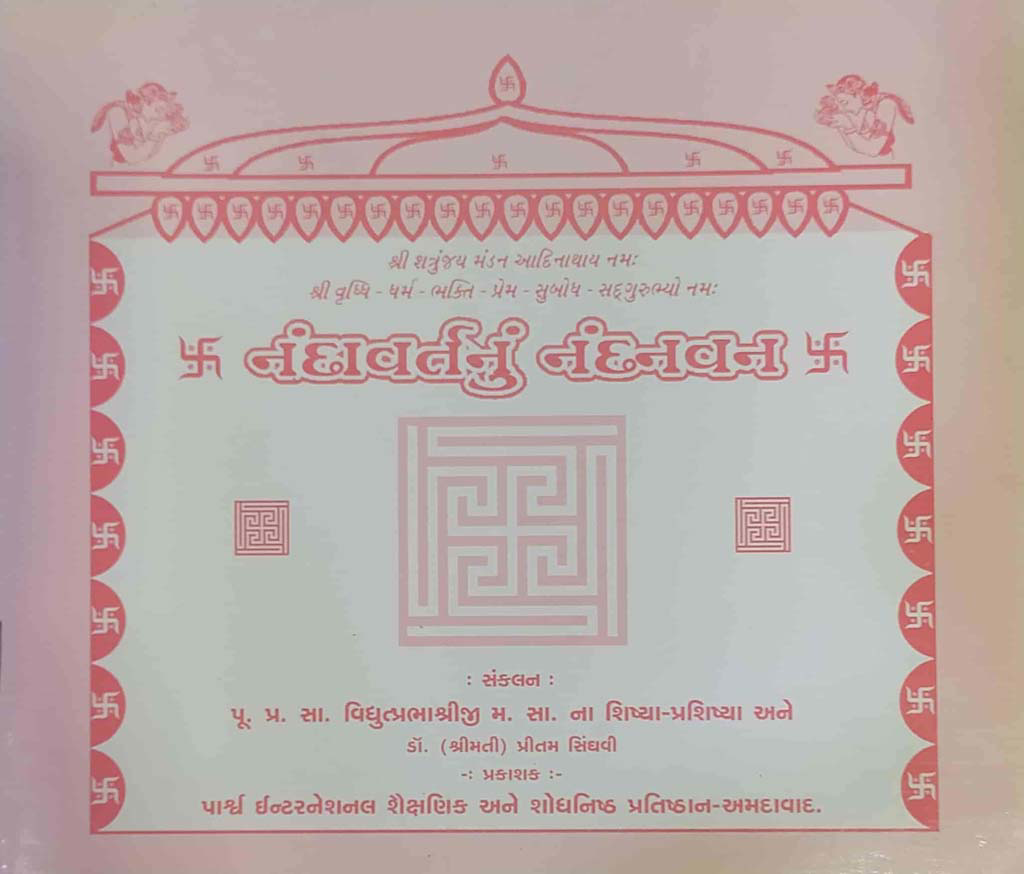 શ્રી શત્રુંજય મંડન આદિનાથાય નમઃ
શ્રી વૃધ્ધિ - ધર્મ - ભક્તિ - પ્રેમ - સુબોધ - સદ્ગુરુભ્યો નમઃ
નંદાવર્તનું નંદનવન
: સંકલન :
પૂ. પ્ર. સા. વિધુત્પ્રભાશ્રીજી મ. સા. ના શિષ્યા-પ્રશિષ્યા અને
ડૉ. (શ્રીમતી) પ્રીતમ સિંઘવી
-: પ્રકાશક :-
પાર્શ્વ ઈન્ટરનેશનલ શૈક્ષણિક અને શોધનિષ્ઠ પ્રતિષ્ઠાન-અમદાવાદ.